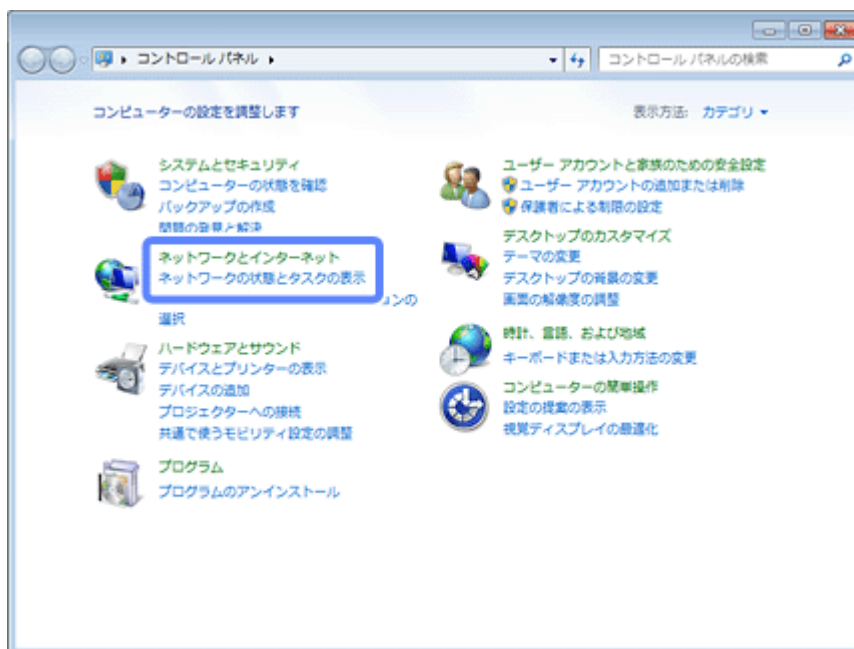 コントロール パネル
コントロール パネルの検索
コンピューターの設定を調整します
表示方法: カテゴリ
システムとセキュリティ
コンピューターの状態を確認
バックアップの作成
問題の発見と解決
ネットワークとインターネット
ネットワークの状態とタスクの表示
ョンの
選択
ハードウェアとサウンド
デバイスとプリンターの表示
デバイスの追加
プロジェクターへの接続
共通で使うモビリティ設定の調整
プログラム
プログラムのアンインストール
ユーザー アカウントと家族のための安全設定
ユーザー アカウントの追加または削除
保護者による制限の設定
デスクトップのカスタマイズ
テーマの変更
デスクトップの背景の変更
画面の解像度の調整
時計、言語、および地域
キーボードまたは入力方法の変更
コンピューターの簡単操作
設定の提案の表示
視覚ディスプレイの最適化